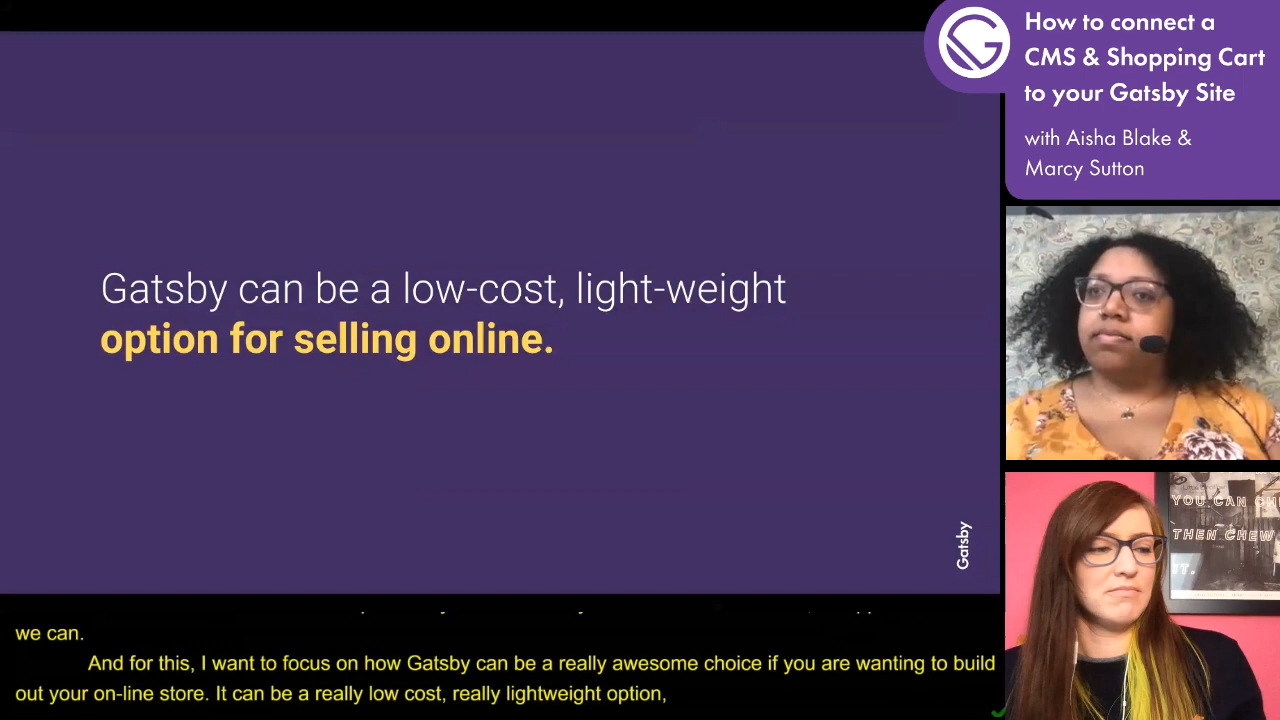 How to connect a
CMS & Shopping Cart
to your Gatsby Site
with Aisha Blake &
Marcy Sutton
Gatsby can be a low-cost, light-weight
option for selling online.
Gatsby
YOU CAN
THEN CHEW
IT.
we can.
And for this, I want to focus on how Gatsby can be a really awesome choice if you are wanting to build
out your on-line store. It can be a really low cost, really lightweight option,